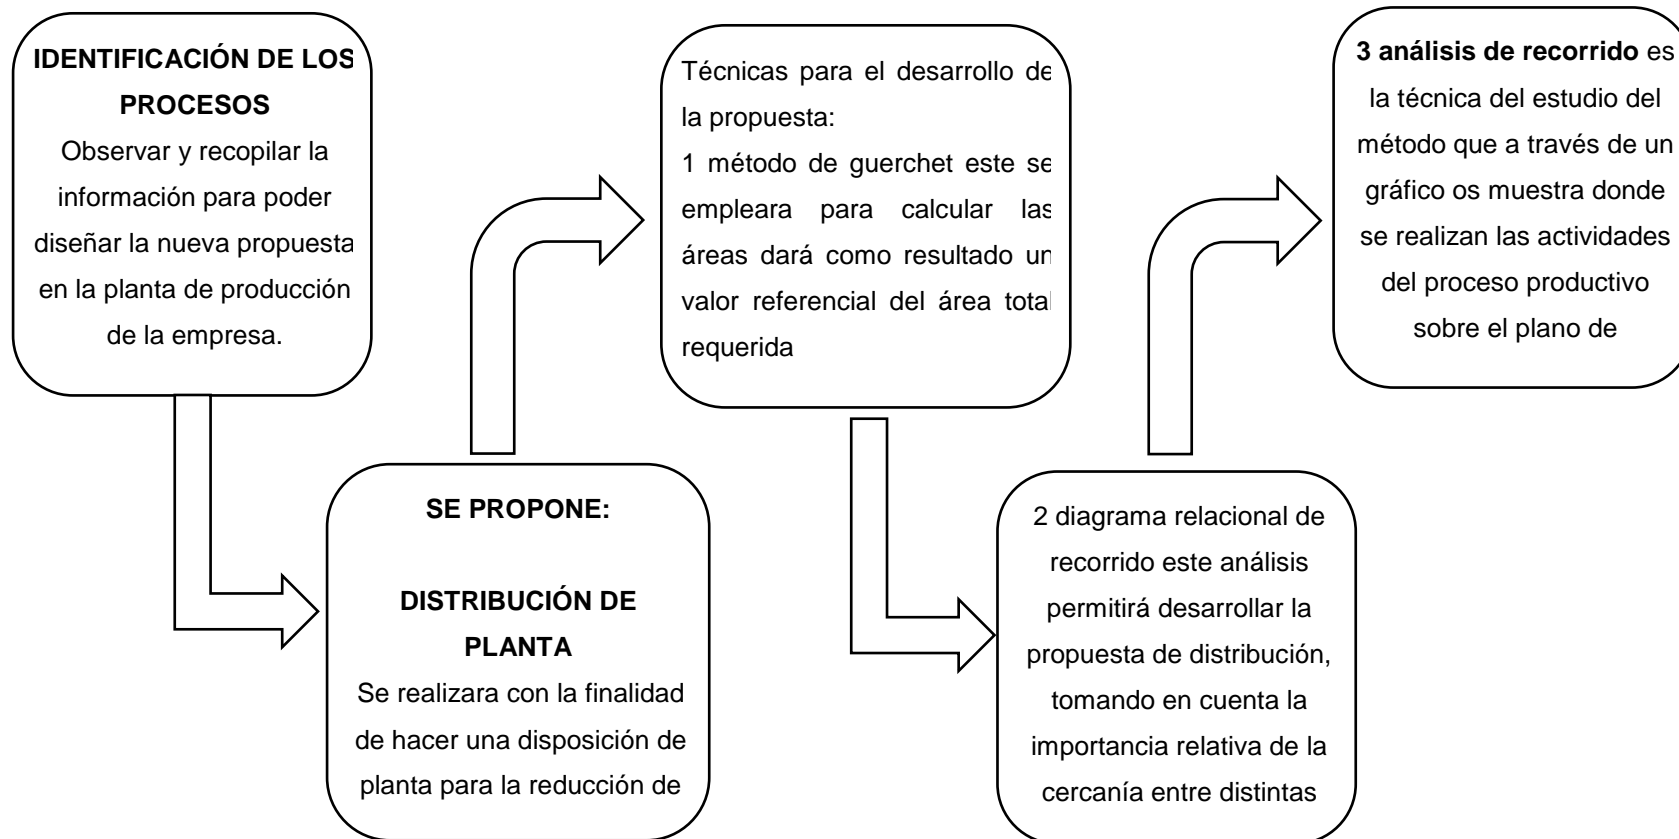 IDENTIFICACIÓN DE LOS
PROCESOS
Observar y recopilar la
información para poder
diseñar la nueva propuesta
en la planta de producción
de la empresa.
SE PROPONE:
DISTRIBUCIÓN DE
PLANTA
Se realizara con la finalidad
de hacer una disposición de
planta para la reducción de
Técnicas para el desarrollo de
la propuesta:
1 método de guerchet este se
empleara para calcular las
áreas dará como resultado un
valor referencial del área total
requerida
2 diagrama relacional de
recorrido este análisis
permitirá desarrollar la
propuesta de distribución,
tomando en cuenta la
importancia relativa de la
cercanía entre distintas
3 análisis de recorrido es
la técnica del estudio del
método que a través de un
gráfico os muestra donde
se realizan las actividades
del proceso productivo
sobre el plano de